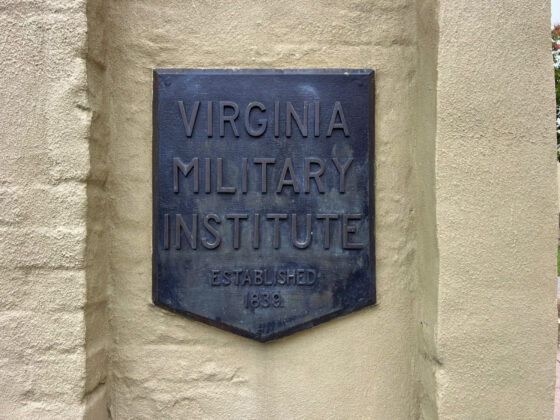 VIRGINIA
MILITARY
INSTITUTE
ESTABLISHED
1839